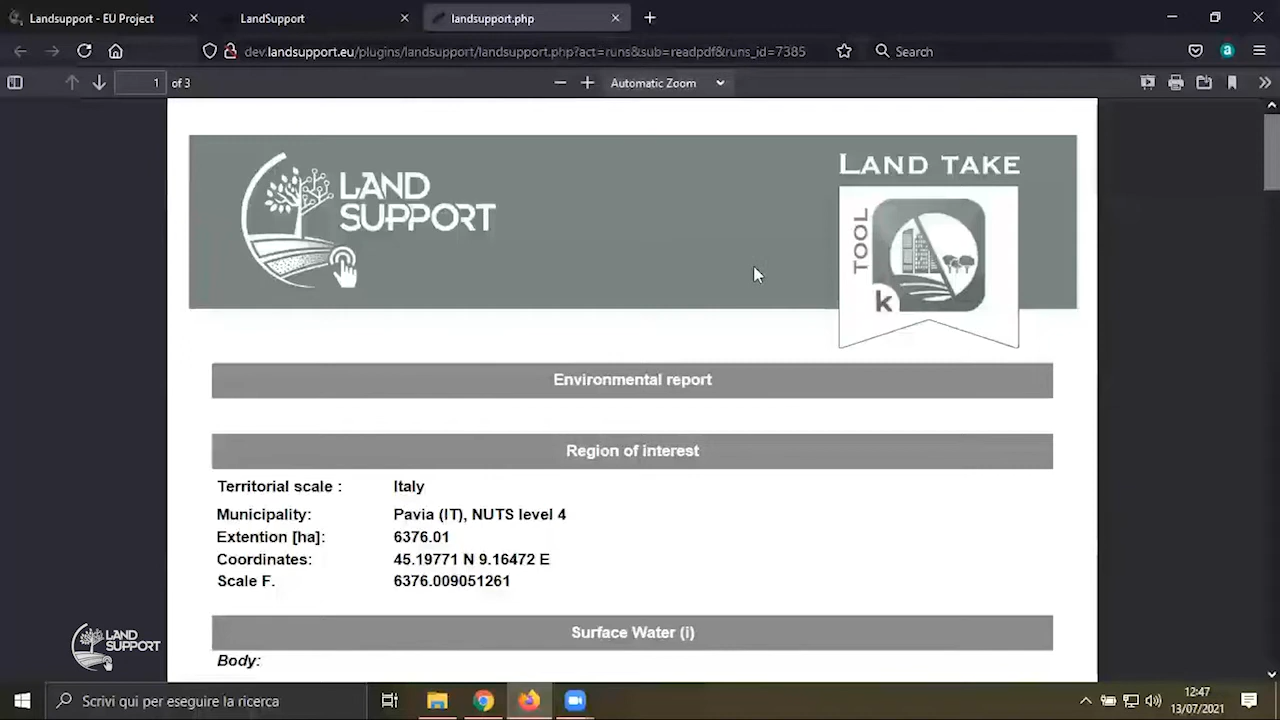 Landsupport - EU Project
LandSupport
landsupport.php
dev.landsupport.eu/plugins/landsupport/landsupport.php?act=runs&sub=readpdf&runs_id=7385
Search
a
1 of 3
Automatic Zoom
LAND
SUPPORT
LAND TAKE
TOOL
k
Environmental report
Region of interest
Territorial scale : Italy
Municipality: Pavia (IT), NUTS level 4
Extention [ha]: 6376.01
Coordinates: 45.19771 N 9.16472 E
Scale F. 6376.009051261
Surface Water (i)
Body:
LAND
SUPPORT
Scrivi qui per eseguire la ricerca
12:47
13/07/2021